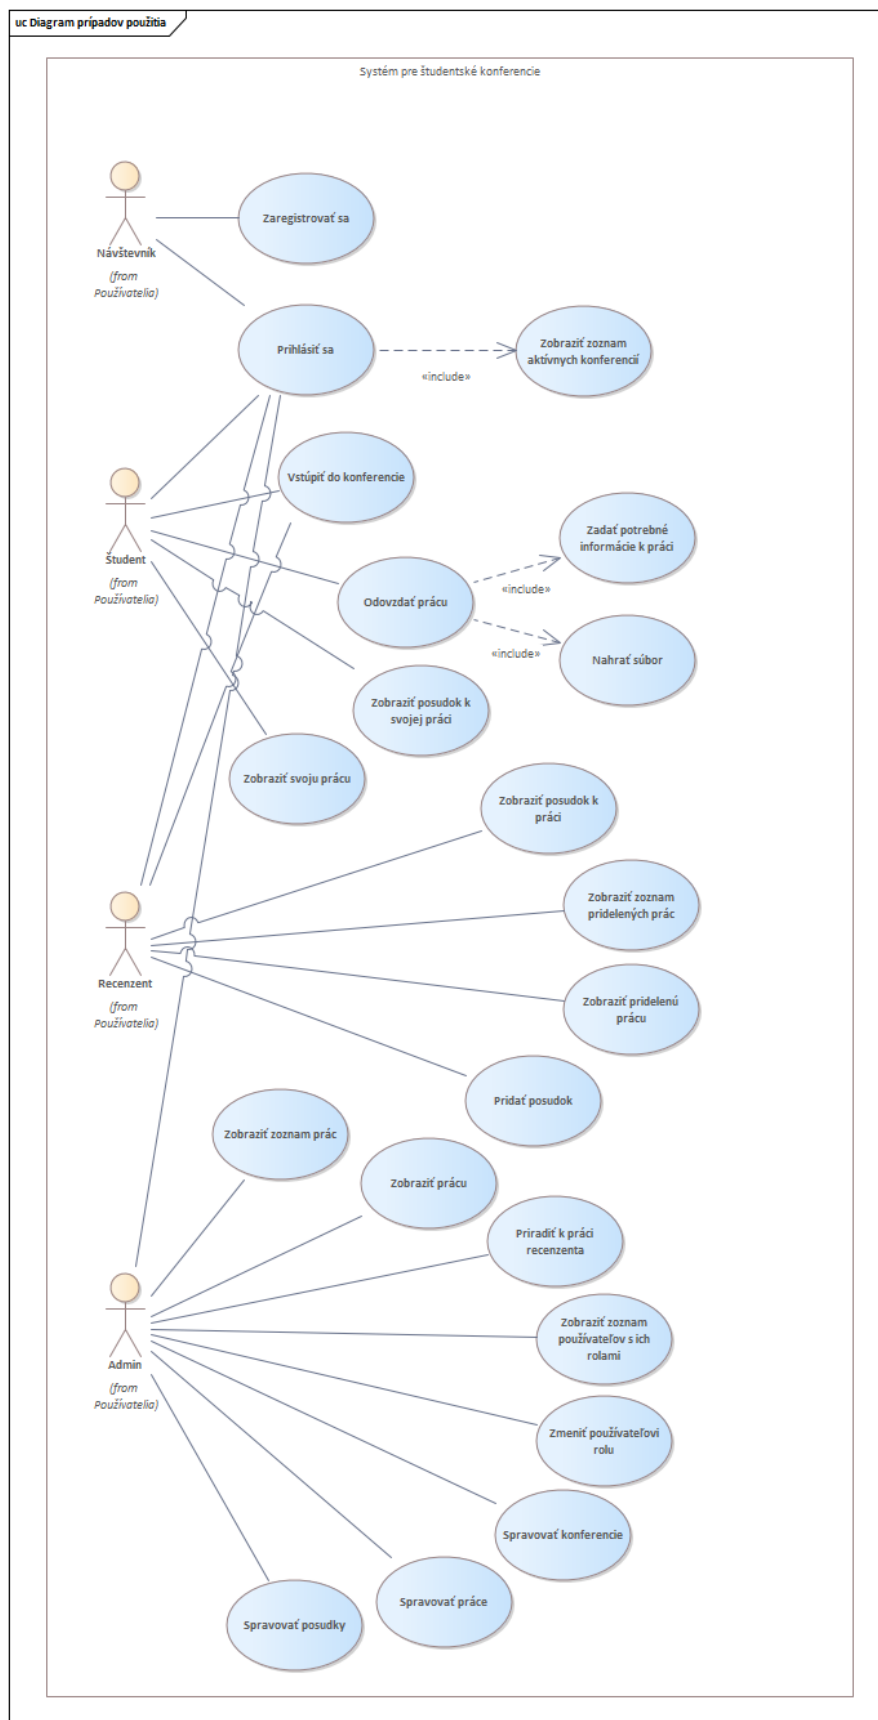 uc Diagram prípadov použitia
Systém pre študentské konferencie
Zaregistrovať sa
Návštevník
(from
Používatelia)
Prihlásiť sa
Zobraziť zoznam
aktívnych konferencií
«include»
Vstúpiť do konferencie
Študent
(from
Používatelia)
Zadať potrebné
informácie k práci
«include»
Odovzdať prácu
«include»
Nahrať súbor
Zobraziť posudok k
svojej práci
Zobraziť svoju prácu
Zobraziť posudok k
práci
Zobraziť zoznam
pridelených prác
Recenzent
(from
Používatelia)
Zobraziť pridelenú
prácu
Pridať posudok
Zobraziť zoznam prác
Zobraziť prácu
Priradiť k práci
recenzenta
Zobraziť zoznam
používateľov s ich
rolami
Admin
(from
Používatelia)
Zmeniť používateľovi
rolu
Spravovať konferencie
Spravovať práce
Spravovať posudky